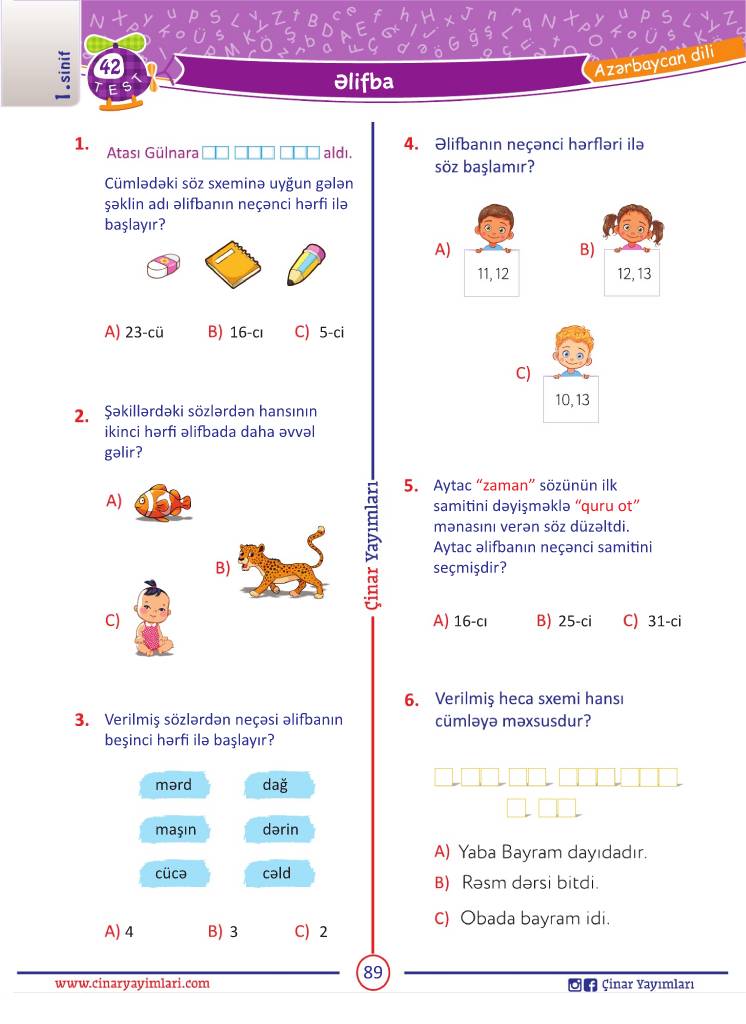 1. sinif
42
TEST
Əlifba
Azərbaycan dili
1.
Atası Gülnara aldı.
Cümlədəki söz sxeminə uyğun gələn
şəklin adı əlifbanın neçənci hərfi ilə
başlayır?
A) 23-cü B) 16-cı C) 5-ci
2. Şəkillərdəki sözlərdən hansının
ikinci hərfi əlifbada daha əvvəl
gəlir?
A)
B)
C)
3. Verilmiş sözlərdən neçəsi əlifbanın
beşinci hərfi ilə başlayır?
mərd dağ
maşın dərin
cücə cəld
A) 4 B) 3 C) 2
Çinar Yayımları
4. Əlifbanın neçənci hərfləri ilə
söz başlamır?
A) 11, 12 B) 12, 13
C) 10, 13
5. Aytac “zaman” sözünün ilk
samitini dəyişməklə “quru ot”
mənasını verən söz düzəltdi.
Aytac əlifbanın neçənci samitini
seçmişdir?
A) 16-cı B) 25-ci C) 31-ci
6. Verilmiş heca sxemi hansı
cümləyə məxsusdur?
A) Yaba Bayram dayıdadır.
B) Rəsm dərsi bitdi.
C) Obada bayram idi.
www.cinaryayimlari.com
89
Çinar Yayımları